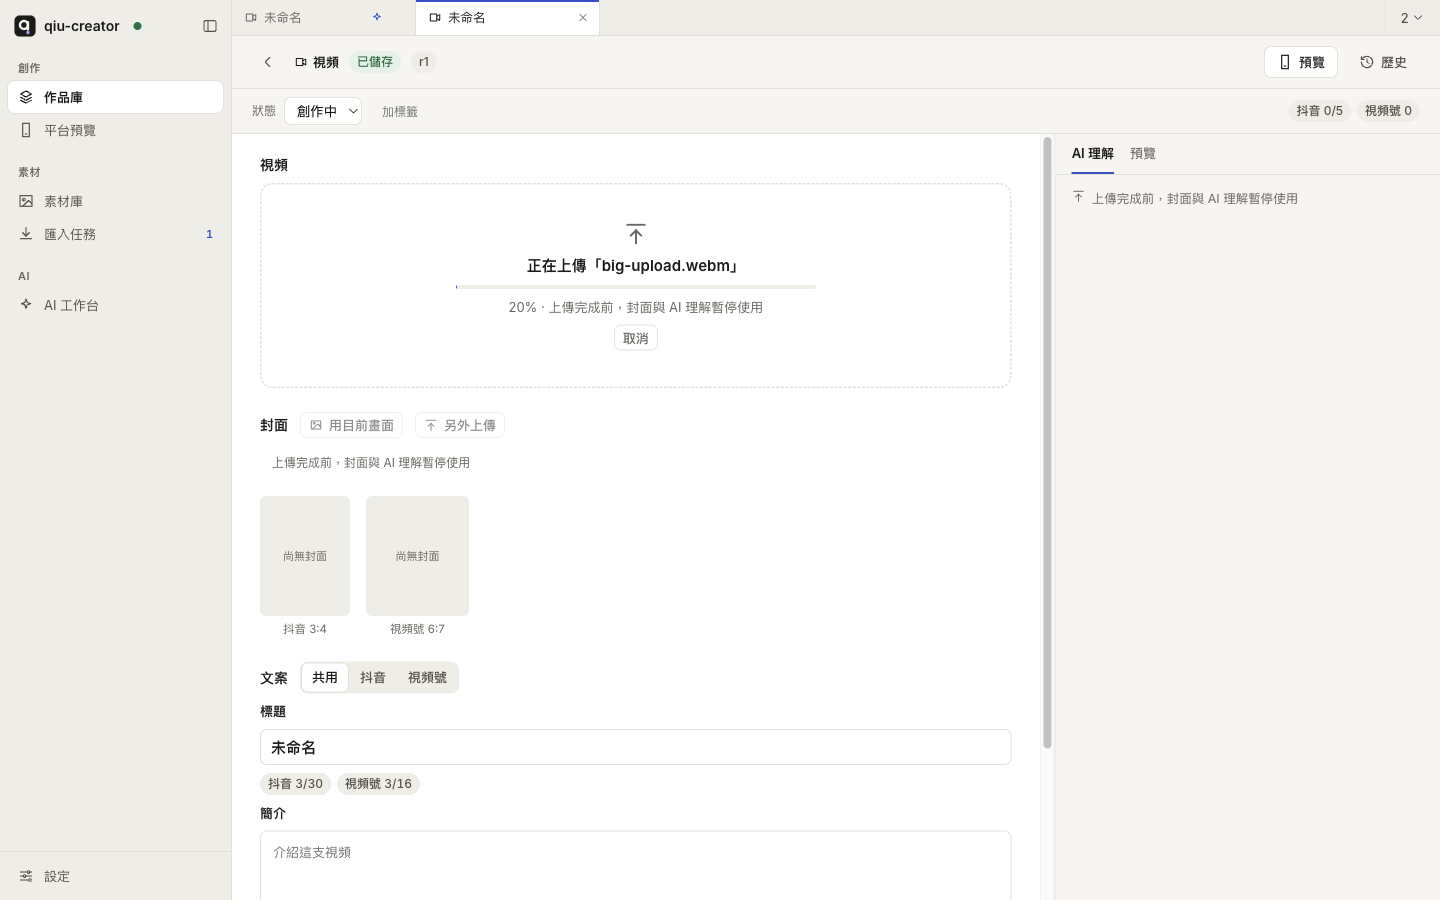 qiu-creator
創作
作品庫
平台預覽
素材
素材庫
匯入任務 1
AI
AI 工作台
設定
未命名
未命名
2
視頻 已儲存 r1
預覽 歷史
狀態 創作中 加標籤
抖音 0/5 視頻號 0
視頻
正在上傳「big-upload.webm」
20% · 上傳完成前，封面與 AI 理解暫停使用
取消
封面 用目前畫面 另外上傳
上傳完成前，封面與 AI 理解暫停使用
尚無封面 尚無封面
抖音 3:4 視頻號 6:7
文案 共用 抖音 視頻號
標題
未命名
抖音 3/30 視頻號 3/16
簡介
介紹這支視頻
AI 理解 預覽
上傳完成前，封面與 AI 理解暫停使用